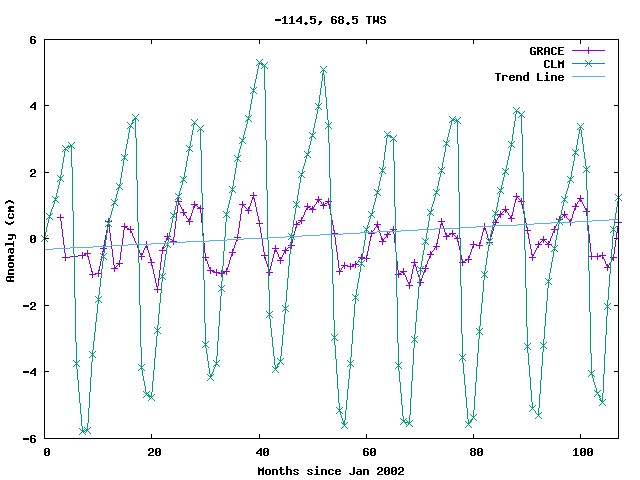 -114.5, 68.5 TWS
GRACE
CLM
Trend Line
6
4
2
0
-2
-4
-6
Anomaly (cm)
0 20 40 60 80 100
Months since Jan 2002